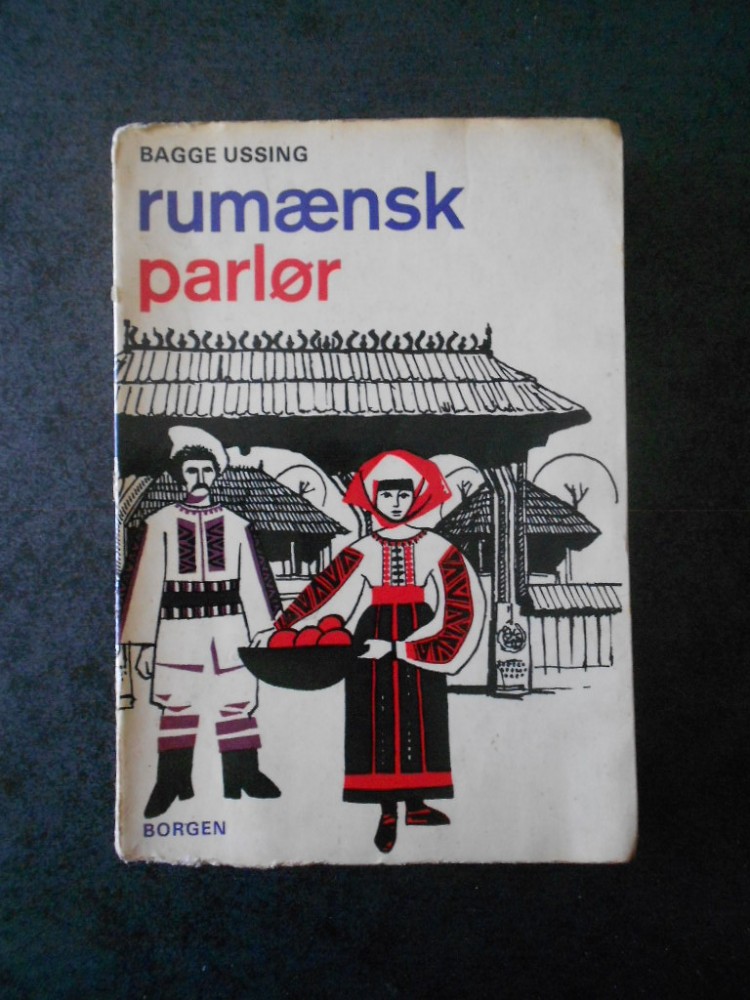 BAGGE USSING
rumænsk
parlør
BORGEN